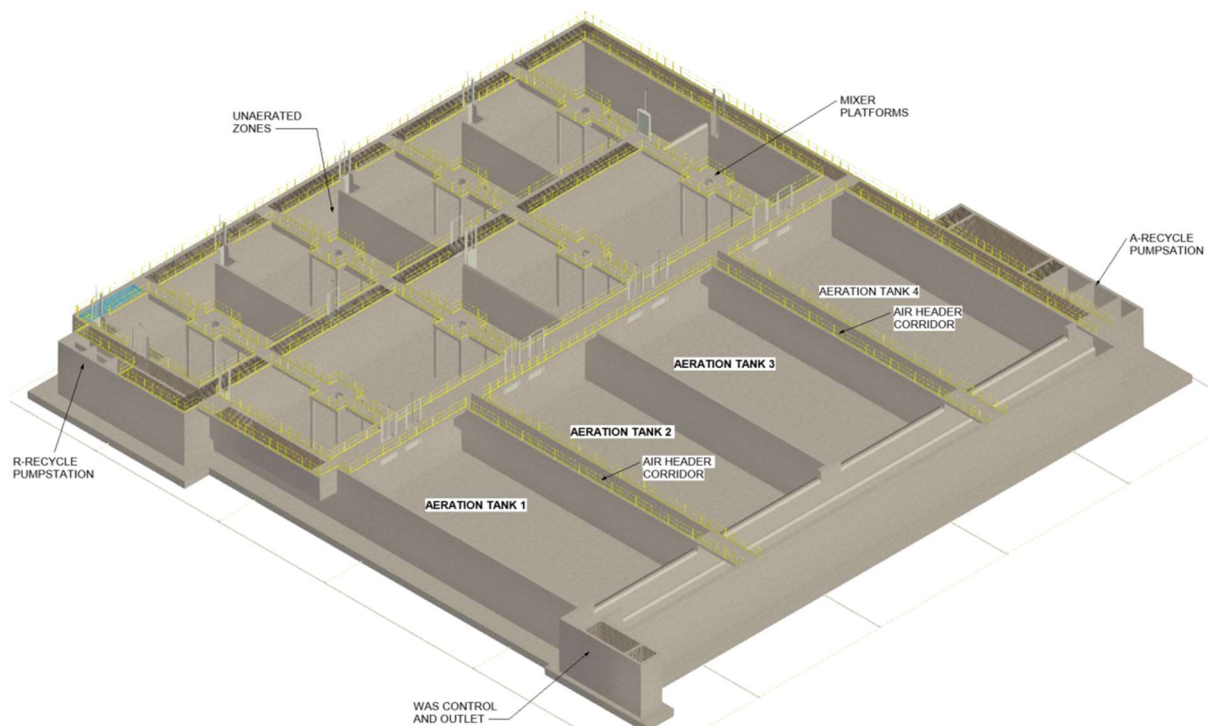 MIXER
PLATFORMS
UNAERATED
ZONES
A-RECYCLE
PUMPSATION
AERATION TANK 4
AIR HEADER
CORRIDOR
AERATION TANK 3
AERATION TANK 2
AIR HEADER
CORRIDOR
R-RECYCLE
PUMPSTATION
AERATION TANK 1
WAS CONTROL
AND OUTLET